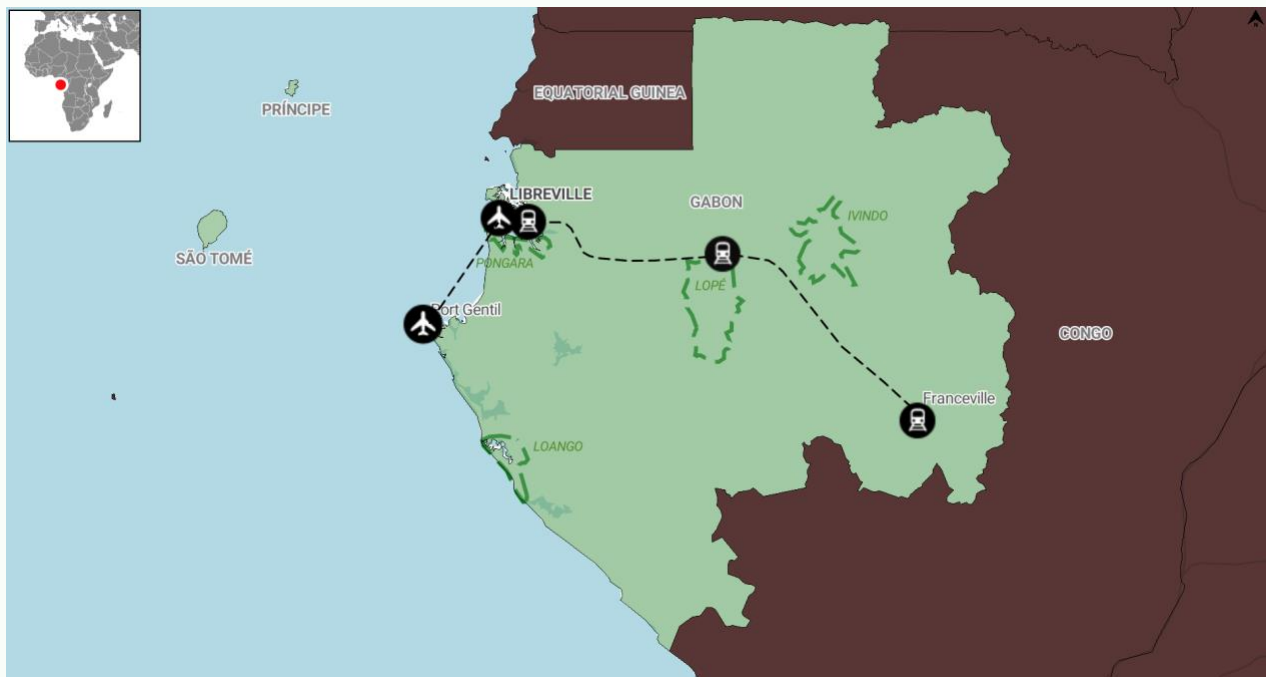 N
PRÍNCIPE
EQUATORIAL GUINEA
LIBREVILLE
GABON
IVINDO
SÃO TOMÉ
PONGARA
LOPÉ
Port Gentil
CONGO
Franceville
LOANGO